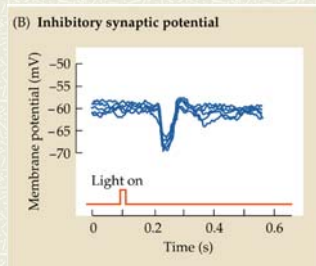 (B) Inhibitory synaptic potential
Membrane potential (mV)
–50
–55
–60
–65
–70
Light on
0 0.2 0.4 0.6
Time (s)